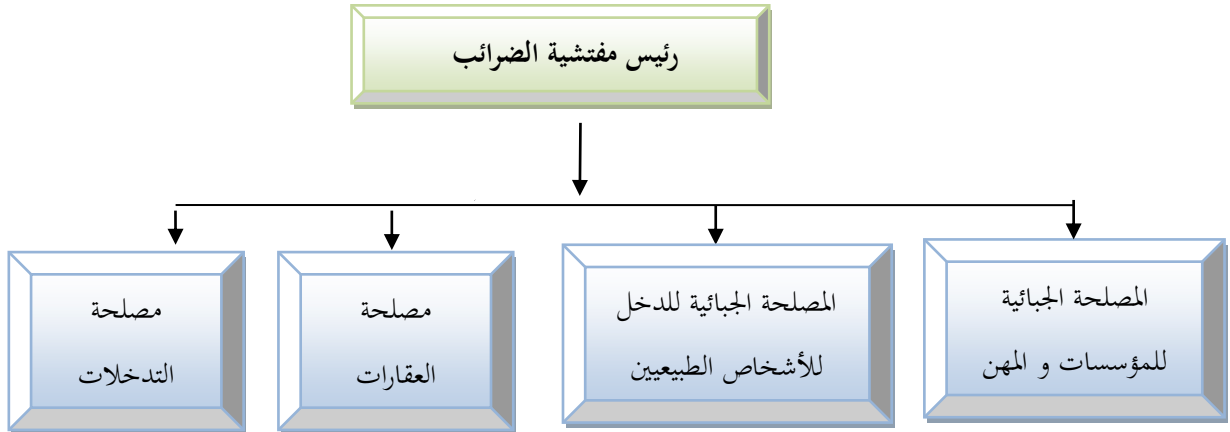 رئيس مفتشية الضرائب
المصلحة الجبائية
للمؤسسات و المهن
المصلحة الجبائية للدخل
للأشخاص الطبيعيين
مصلحة
العقارات
مصلحة
التدخلات